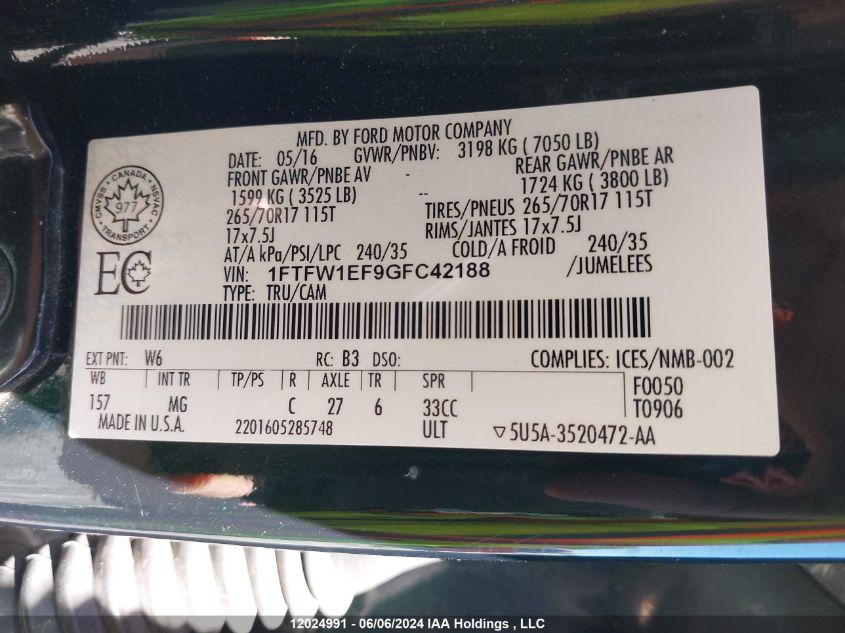 MFD. BY FORD MOTOR COMPANY
DATE: 05/16 GVWR/PNBV: 3198 KG ( 7050 LB)
FRONT GAWR/PNBE AV - REAR GAWR/PNBE AR
1599 KG ( 3525 LB) -- 1724 KG ( 3800 LB)
265/70R17 115T TIRES/PNEUS 265/70R17 115T
17x7.5J RIMS/JANTES 17x7.5J
AT/A kPa/PSI/LPC 240/35 COLD/A FROID 240/35
VIN: 1FTFW1EF9GFC42188 /JUMELEES
TYPE: TRU/CAM
CMVSS · CANADA · NSVAC
977
TRANSPORT
EC
EXT PNT: W6 RC: B3 DSO: COMPLIES: ICES/NMB-002
WB INT TR TP/PS R AXLE TR SPR F0050
157 MG C 27 6 33CC T0906
MADE IN U.S.A. 2201605285748 ULT ▽5U5A-3520472-AA
12024991 - 06/06/2024 IAA Holdings , LLC